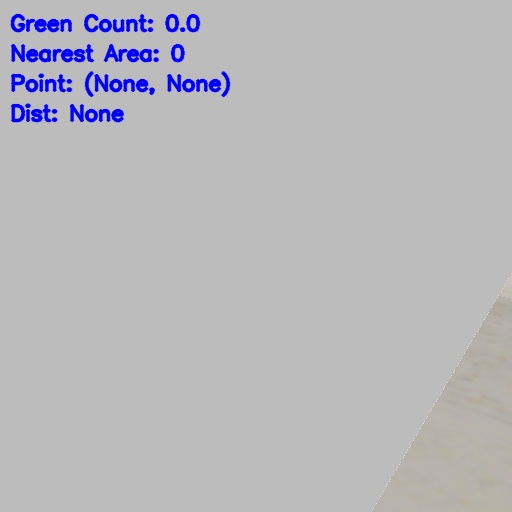 Green Count: 0.0
Nearest Area: 0
Point: (None, None)
Dist: None